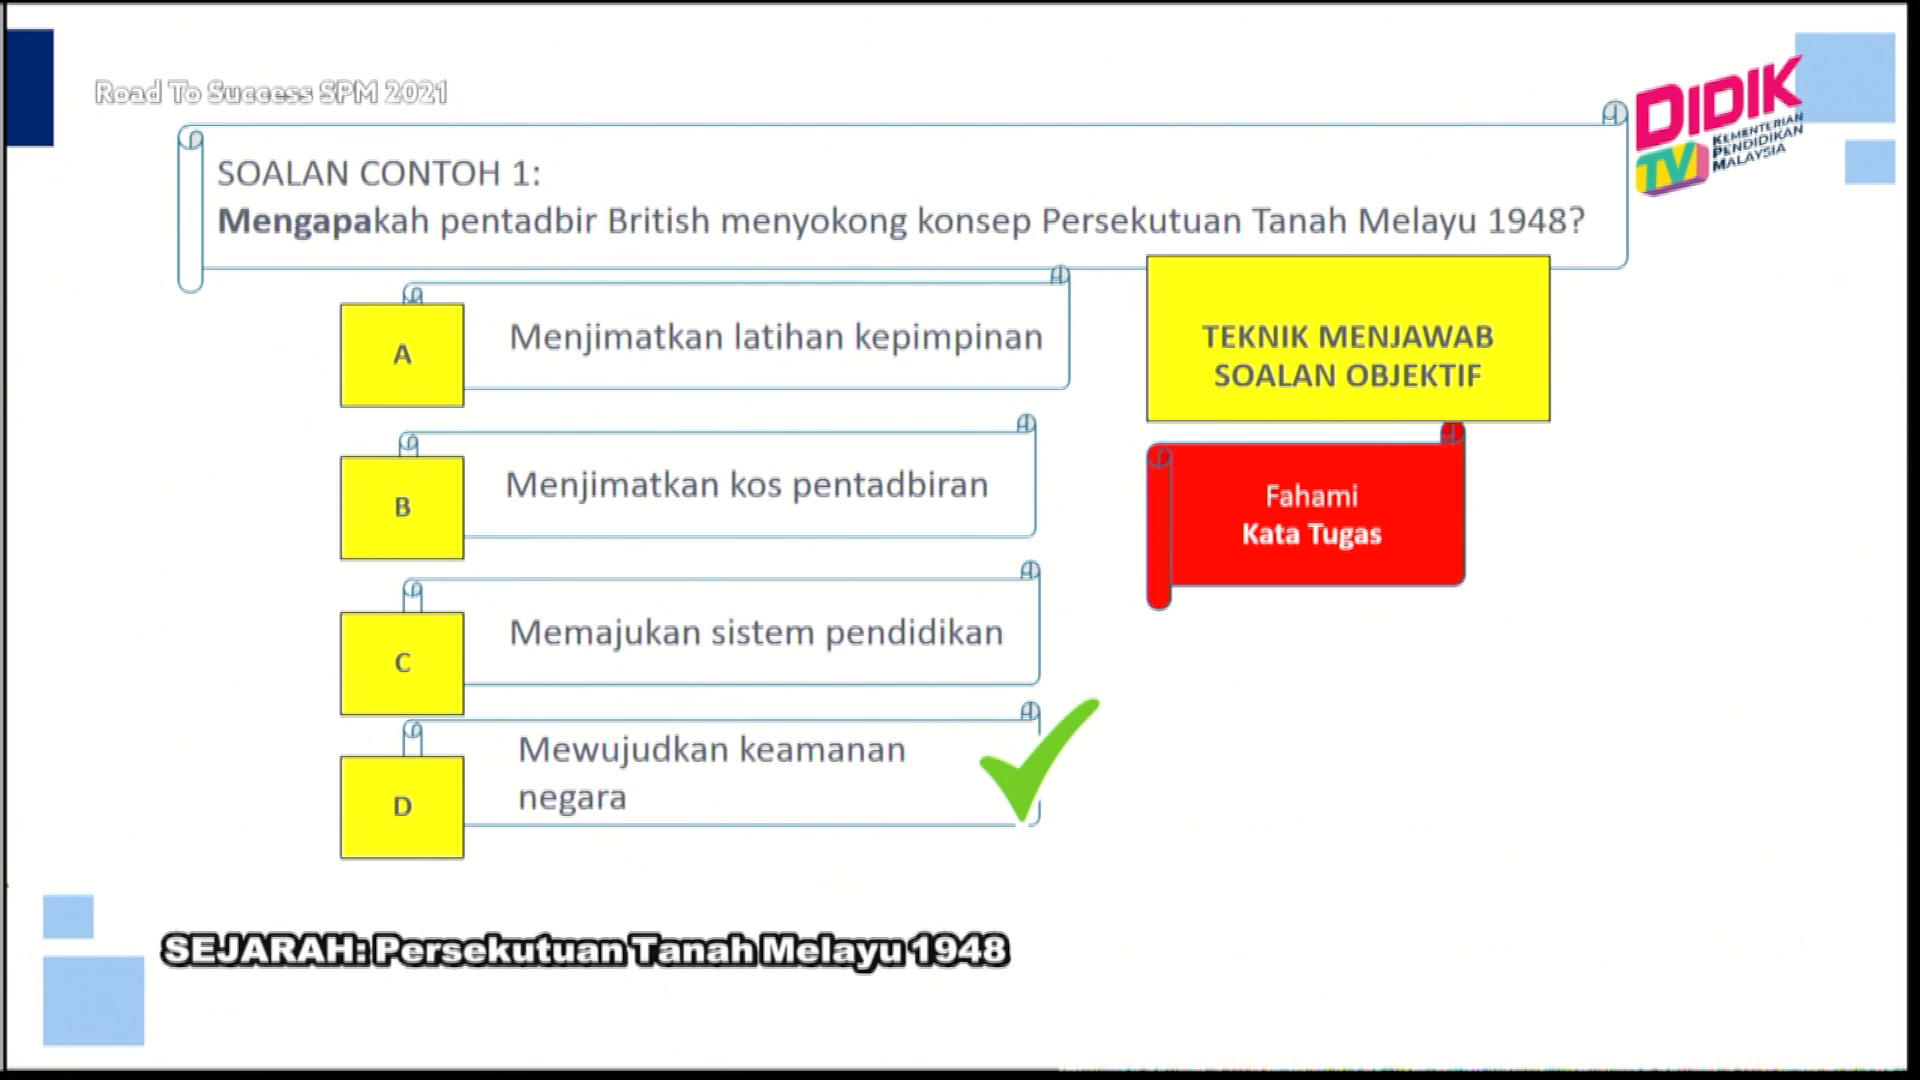 Road To Success SPM 2021
DIDIK
TV
KEMENTERIAN
PENDIDIKAN
MALAYSIA
SOALAN CONTOH 1:
Mengapakah pentadbir British menyokong konsep Persekutuan Tanah Melayu 1948?
A
Menjimatkan latihan kepimpinan
B
Menjimatkan kos pentadbiran
C
Memajukan sistem pendidikan
D
Mewujudkan keamanan
negara
TEKNIK MENJAWAB
SOALAN OBJEKTIF
Fahami
Kata Tugas
SEJARAH: Persekutuan Tanah Melayu 1948